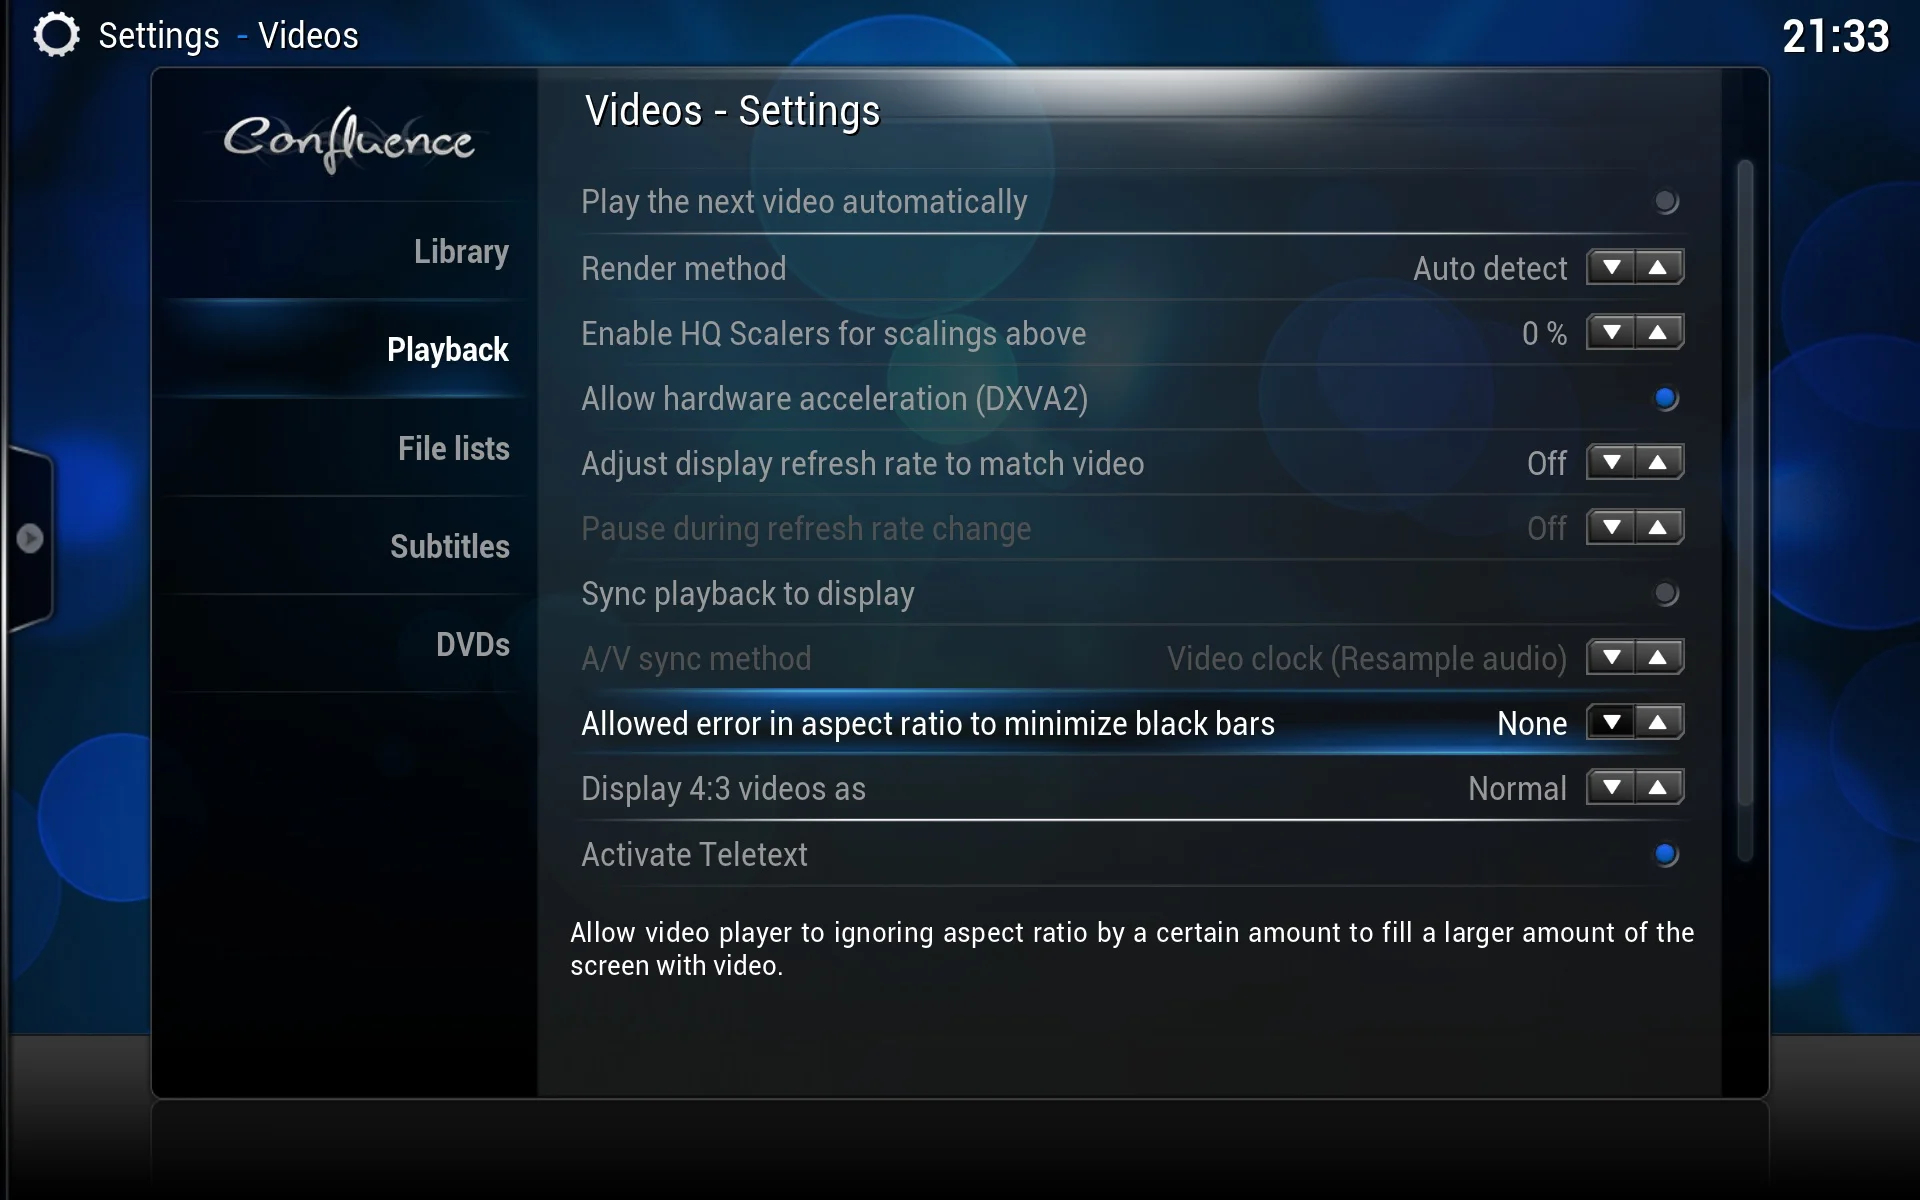 Settings - Videos
21:33
Confluence
Videos - Settings
Library
Playback
File lists
Subtitles
DVDs
Play the next video automatically
Render method Auto detect
Enable HQ Scalers for scalings above 0 %
Allow hardware acceleration (DXVA2)
Adjust display refresh rate to match video Off
Pause during refresh rate change Off
Sync playback to display
A/V sync method Video clock (Resample audio)
Allowed error in aspect ratio to minimize black bars None
Display 4:3 videos as Normal
Activate Teletext
Allow video player to ignoring aspect ratio by a certain amount to fill a larger amount of the
screen with video.